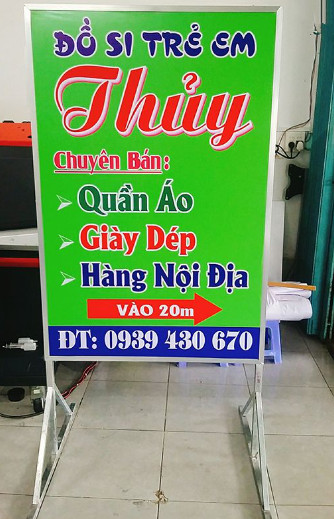 ĐỒ SI TRẺ EM
Thủy
Chuyên Bán:
Quần Áo
Giày Dép
Hàng Nội Địa
VÀO 20m
ĐT: 0939 430 670